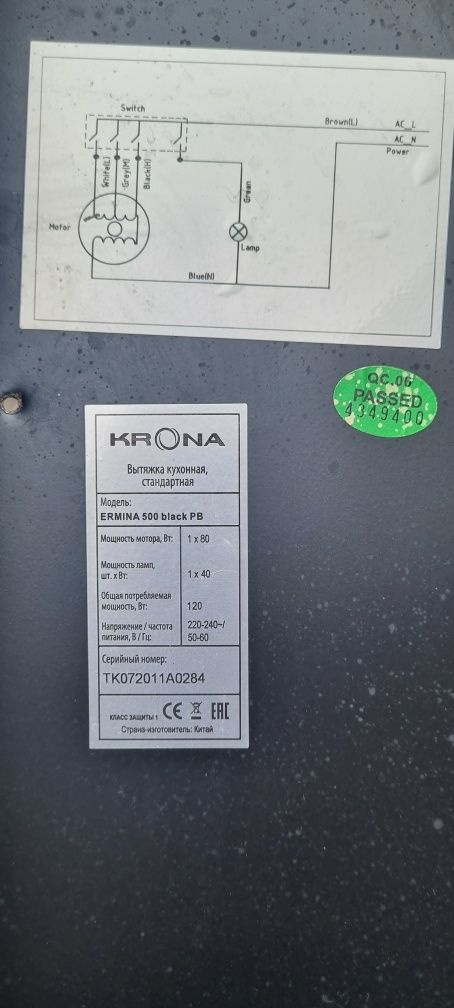 Switch
Brown(L) AC_L
AC_N
Power
White(L)
Grey(M)
Black(H)
Green
Motor
Lamp
Blue(N)
QC.06
PASSED
4349400
KRONA
Вытяжка кухонная,
стандартная
Модель:
ERMINA 500 black PB
Мощность мотора, Вт: 1 x 80
Мощность ламп,
шт. x Вт: 1 x 40
Общая потребляемая
мощность, Вт: 120
Напряжение / частота 220-240~/
питания, В / Гц: 50-60
Серийный номер:
TK072011A0284
КЛАСС ЗАЩИТЫ 1 CE EAC
Страна-изготовитель: Китай